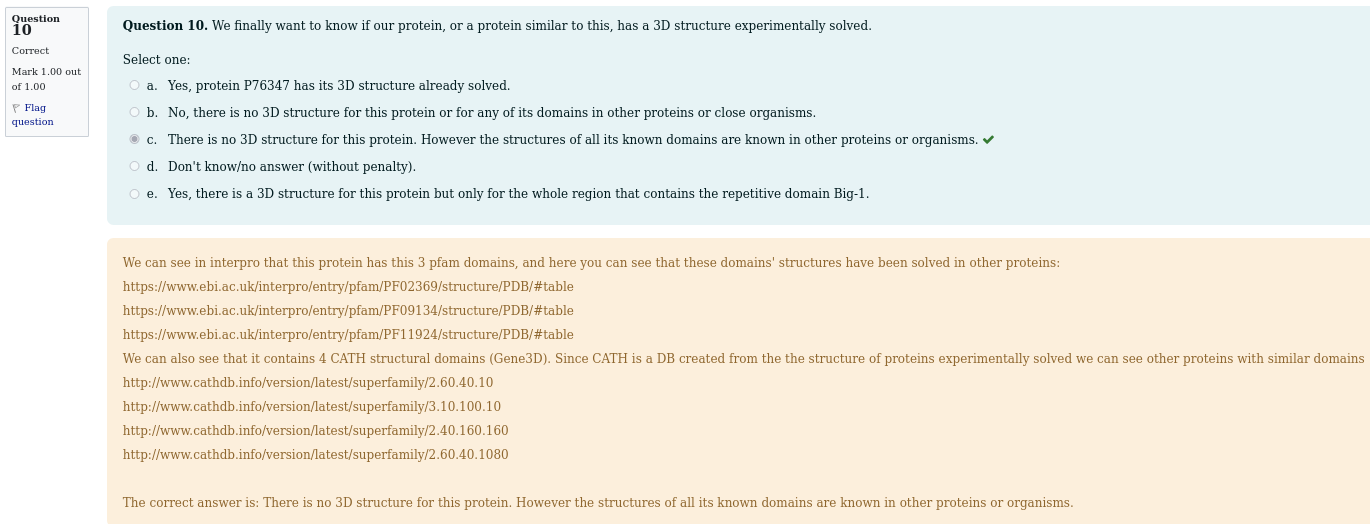 Question
10
Correct
Mark 1.00 out
of 1.00
Flag
question
Question 10. We finally want to know if our protein, or a protein similar to this, has a 3D structure experimentally solved.
Select one:
a. Yes, protein P76347 has its 3D structure already solved.
b. No, there is no 3D structure for this protein or for any of its domains in other proteins or close organisms.
c. There is no 3D structure for this protein. However the structures of all its known domains are known in other proteins or organisms.
d. Don't know/no answer (without penalty).
e. Yes, there is a 3D structure for this protein but only for the whole region that contains the repetitive domain Big-1.
We can see in interpro that this protein has this 3 pfam domains, and here you can see that these domains' structures have been solved in other proteins:
https://www.ebi.ac.uk/interpro/entry/pfam/PF02369/structure/PDB/#table
https://www.ebi.ac.uk/interpro/entry/pfam/PF09134/structure/PDB/#table
https://www.ebi.ac.uk/interpro/entry/pfam/PF11924/structure/PDB/#table
We can also see that it contains 4 CATH structural domains (Gene3D). Since CATH is a DB created from the the structure of proteins experimentally solved we can see other proteins with similar domains
http://www.cathdb.info/version/latest/superfamily/2.60.40.10
http://www.cathdb.info/version/latest/superfamily/3.10.100.10
http://www.cathdb.info/version/latest/superfamily/2.40.160.160
http://www.cathdb.info/version/latest/superfamily/2.60.40.1080
The correct answer is: There is no 3D structure for this protein. However the structures of all its known domains are known in other proteins or organisms.